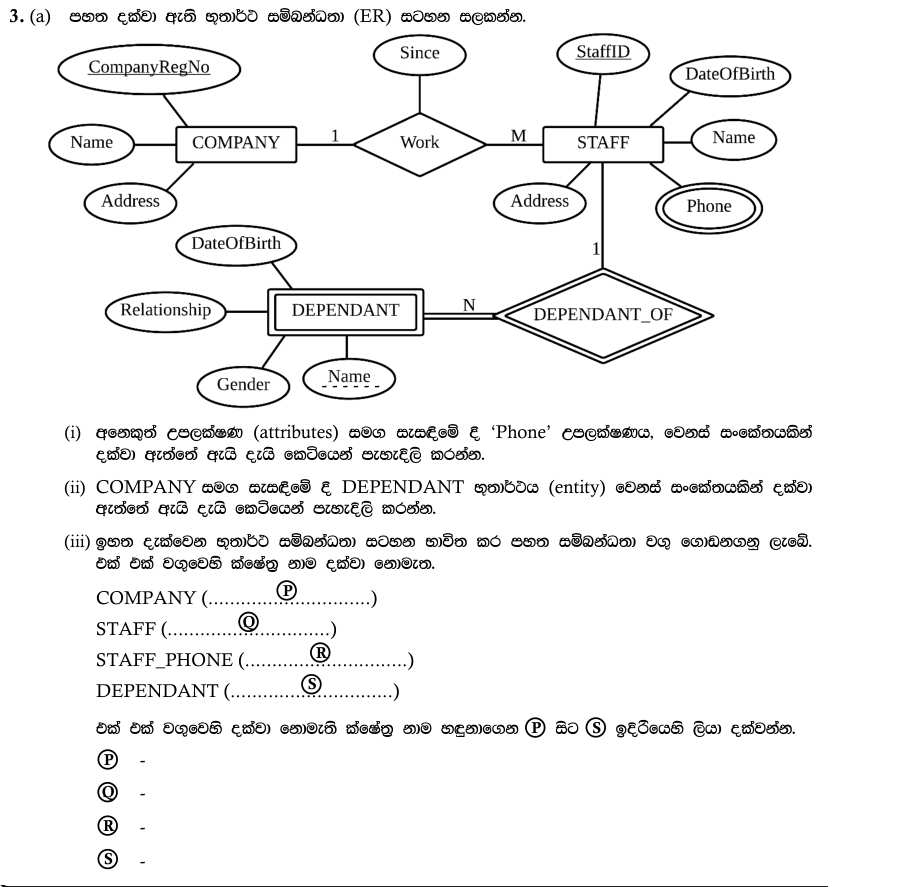 3. (a) පහත දක්වා ඇති භූතාර්ථ සම්බන්ධතා (ER) සටහන සලකන්න.
Since
StaffID
CompanyRegNo
DateOfBirth
Name
COMPANY
1
Work
M
STAFF
Name
Address
Address
Phone
DateOfBirth
1
Relationship
DEPENDANT
N
DEPENDANT_OF
Gender
Name
(i) අනෙකුත් උපලක්ෂණ (attributes) සමග සැසඳීමේ දී ‘Phone’ උපලක්ෂණය, වෙනස් සංකේතයකින්
දක්වා ඇත්තේ ඇයි දැයි කෙටියෙන් පැහැදිලි කරන්න.
(ii) COMPANY සමග සැසඳීමේ දී DEPENDANT භූතාර්ථය (entity) වෙනස් සංකේතයකින් දක්වා
ඇත්තේ ඇයි දැයි කෙටියෙන් පැහැදිලි කරන්න.
(iii) ඉහත දැක්වෙන භූතාර්ථ සම්බන්ධතා සටහන භාවිත කර පහත සම්බන්ධතා වගු ගොඩනගනු ලැබේ.
එක් එක් වගුවෙහි ක්ෂේත්‍ර නාම දක්වා නොමැත.
COMPANY (..............Ⓟ..............)
STAFF (..............Ⓠ..............)
STAFF_PHONE (..............Ⓡ..............)
DEPENDANT (..............Ⓢ..............)
එක් එක් වගුවෙහි දක්වා නොමැති ක්ෂේත්‍ර නාම හඳුනාගෙන Ⓟ සිට Ⓢ ඉදිරියෙහි ලියා දක්වන්න.
Ⓟ -
Ⓠ -
Ⓡ -
Ⓢ -